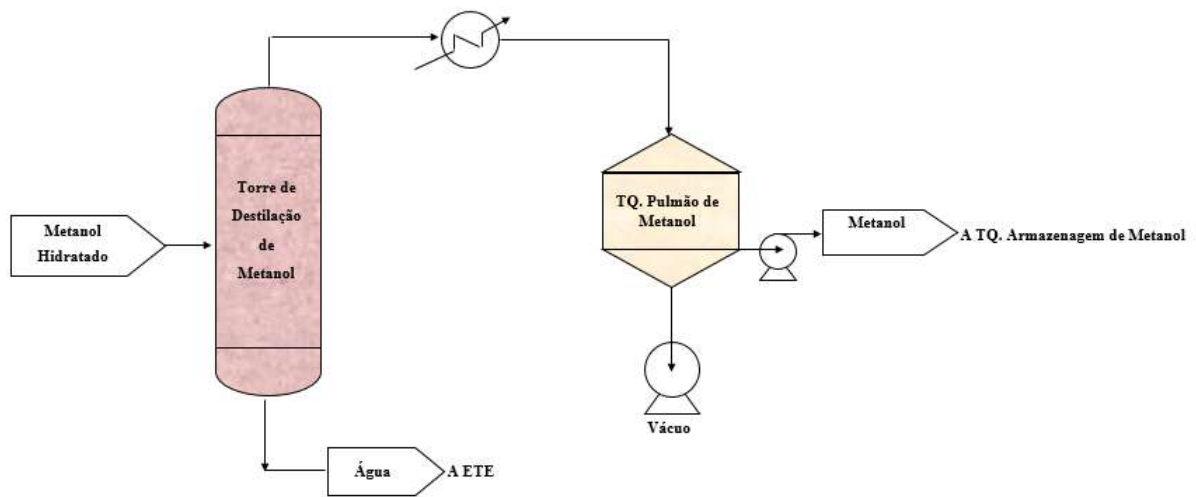 Metanol
Hidratado
Torre de
Destilação
de
Metanol
TQ. Pulmão de
Metanol
Metanol
A TQ. Armazenagem de Metanol
Vácuo
Água
A ETE